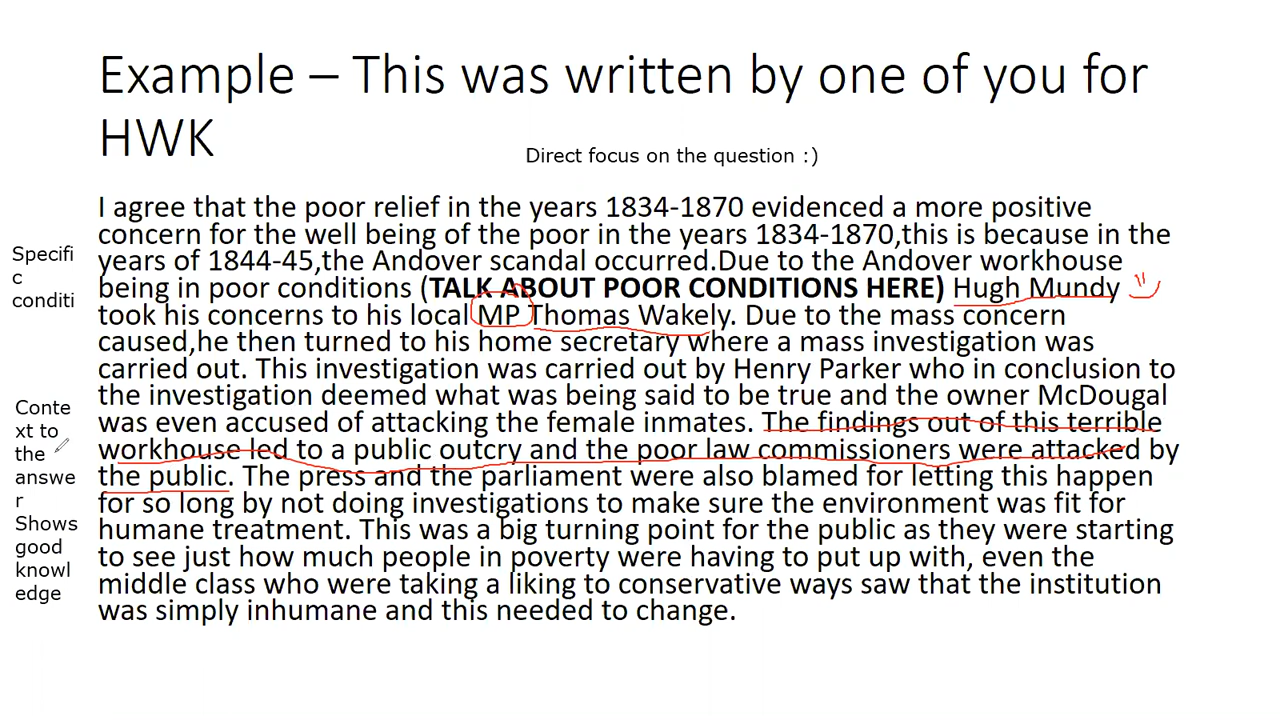 Example – This was written by one of you for
HWK
Direct focus on the question :)
I agree that the poor relief in the years 1834-1870 evidenced a more positive
concern for the well being of the poor in the years 1834-1870,this is because in the
years of 1844-45,the Andover scandal occurred.Due to the Andover workhouse
being in poor conditions (TALK ABOUT POOR CONDITIONS HERE) Hugh Mundy
took his concerns to his local MP Thomas Wakely. Due to the mass concern
caused,he then turned to his home secretary where a mass investigation was
carried out. This investigation was carried out by Henry Parker who in conclusion to
the investigation deemed what was being said to be true and the owner McDougal
was even accused of attacking the female inmates. The findings out of this terrible
workhouse led to a public outcry and the poor law commissioners were attacked by
the public. The press and the parliament were also blamed for letting this happen
for so long by not doing investigations to make sure the environment was fit for
humane treatment. This was a big turning point for the public as they were starting
to see just how much people in poverty were having to put up with, even the
middle class who were taking a liking to conservative ways saw that the institution
was simply inhumane and this needed to change.
Specifi
c
conditi
Conte
xt to
the
answe
r
Shows
good
knowl
edge